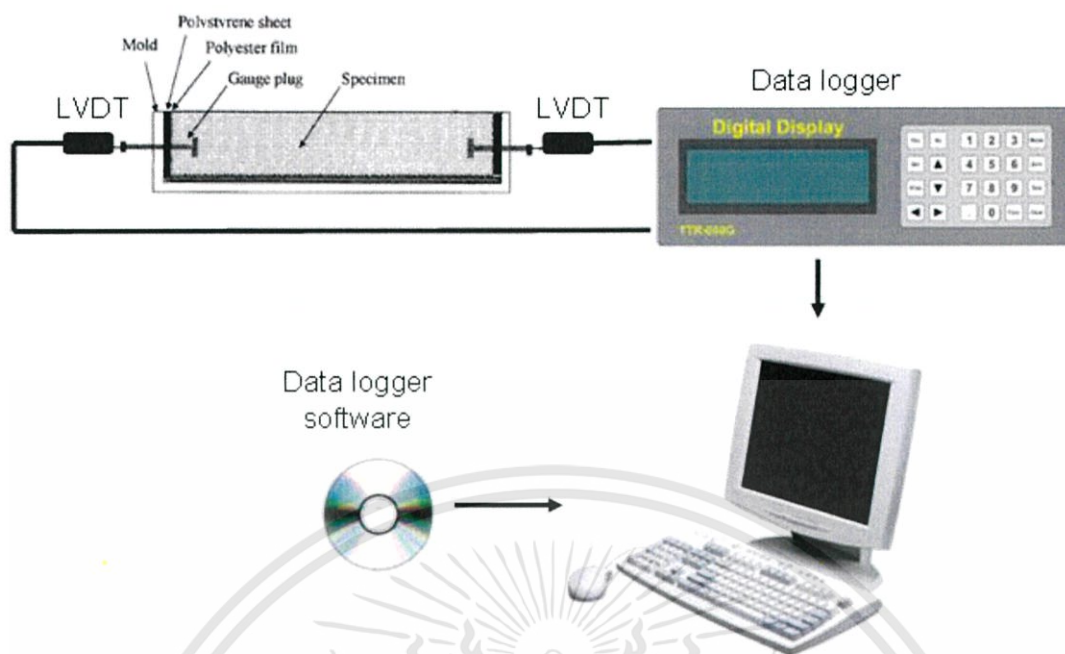 Polystyrene sheet
Mold
Polyester film
Gauge plug
Specimen
LVDT
LVDT
Data logger
Digital Display
1 2 3
4 5 6
7 8 9
. 0
Data logger
software